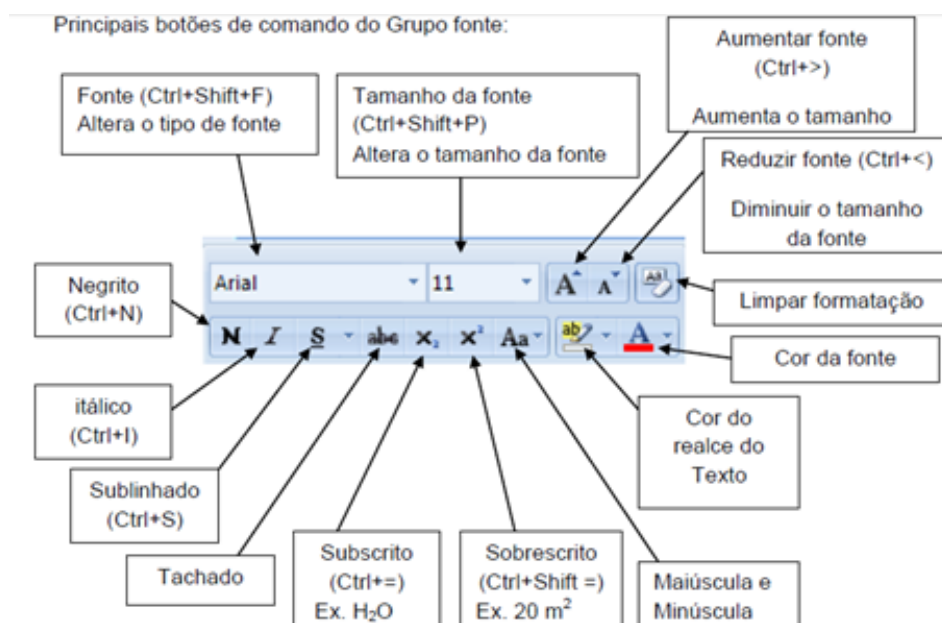 Principais botões de comando do Grupo fonte:
Aumentar fonte
(Ctrl+>)
Aumenta o tamanho
Fonte (Ctrl+Shift+F)
Altera o tipo de fonte
Tamanho da fonte
(Ctrl+Shift+P)
Altera o tamanho da fonte
Reduzir fonte (Ctrl+<)
Diminuir o tamanho
da fonte
Arial
11
A
A
Aa
Negrito
(Ctrl+N)
Limpar formatação
N I S abc x₂ x² Aa ab A
Cor da fonte
itálico
(Ctrl+I)
Cor do
realce do
Texto
Sublinhado
(Ctrl+S)
Tachado
Subscrito
(Ctrl+=)
Ex. H₂O
Sobrescrito
(Ctrl+Shift =)
Ex. 20 m²
Maiúscula e
Minúscula